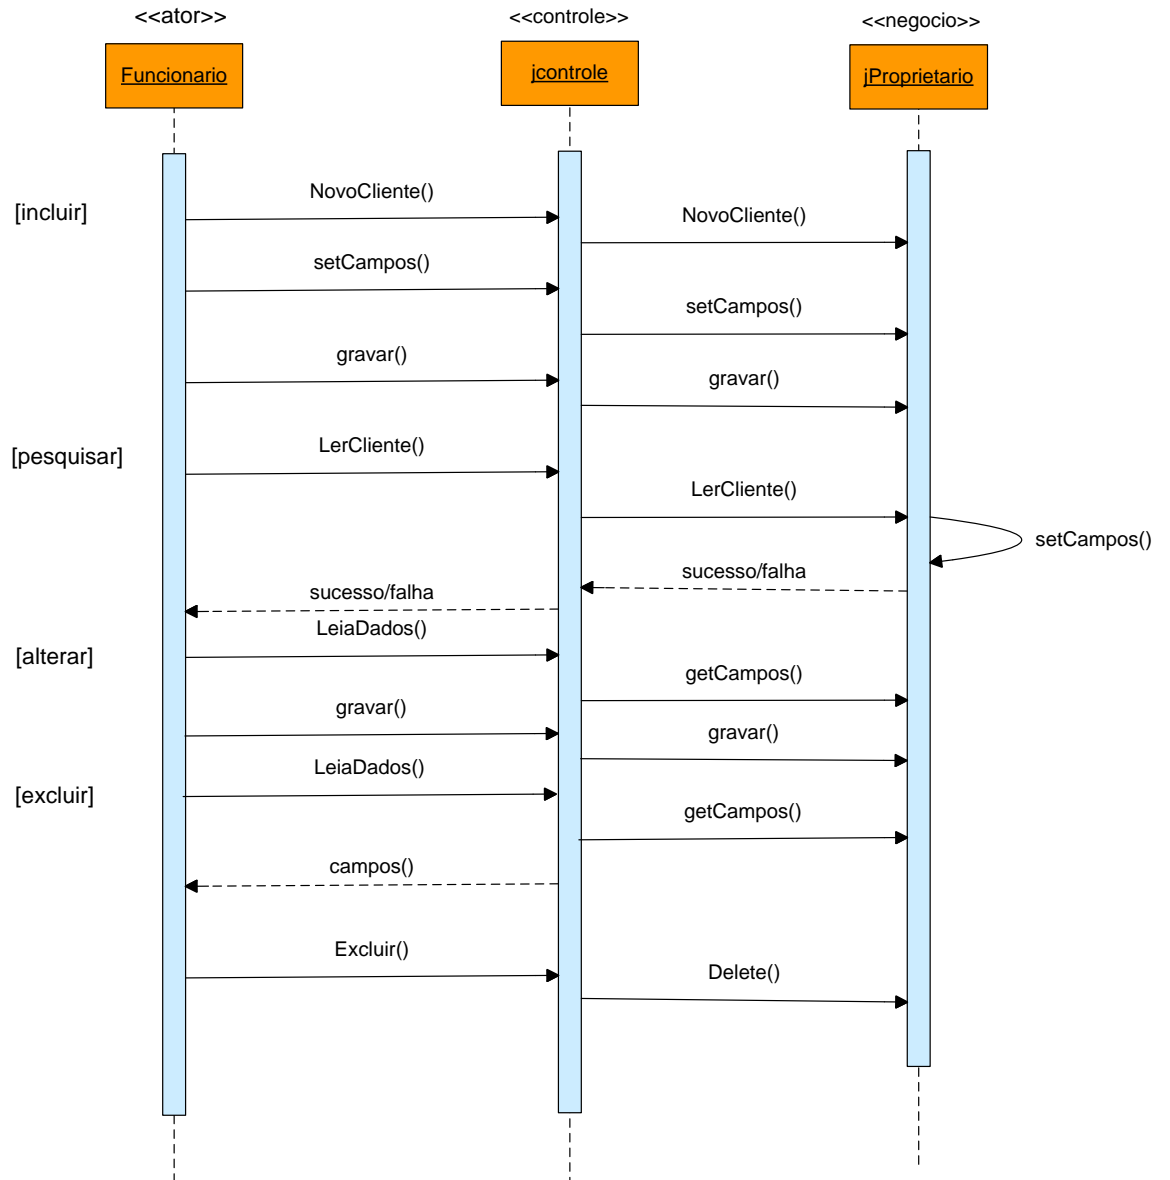 <<ator>>
<<controle>>
<<negocio>>
Funcionario
jcontrole
jProprietario
[incluir]
NovoCliente()
NovoCliente()
setCampos()
setCampos()
gravar()
gravar()
[pesquisar]
LerCliente()
LerCliente()
setCampos()
sucesso/falha
sucesso/falha
[alterar]
LeiaDados()
getCampos()
gravar()
gravar()
[excluir]
LeiaDados()
getCampos()
campos()
Excluir()
Delete()